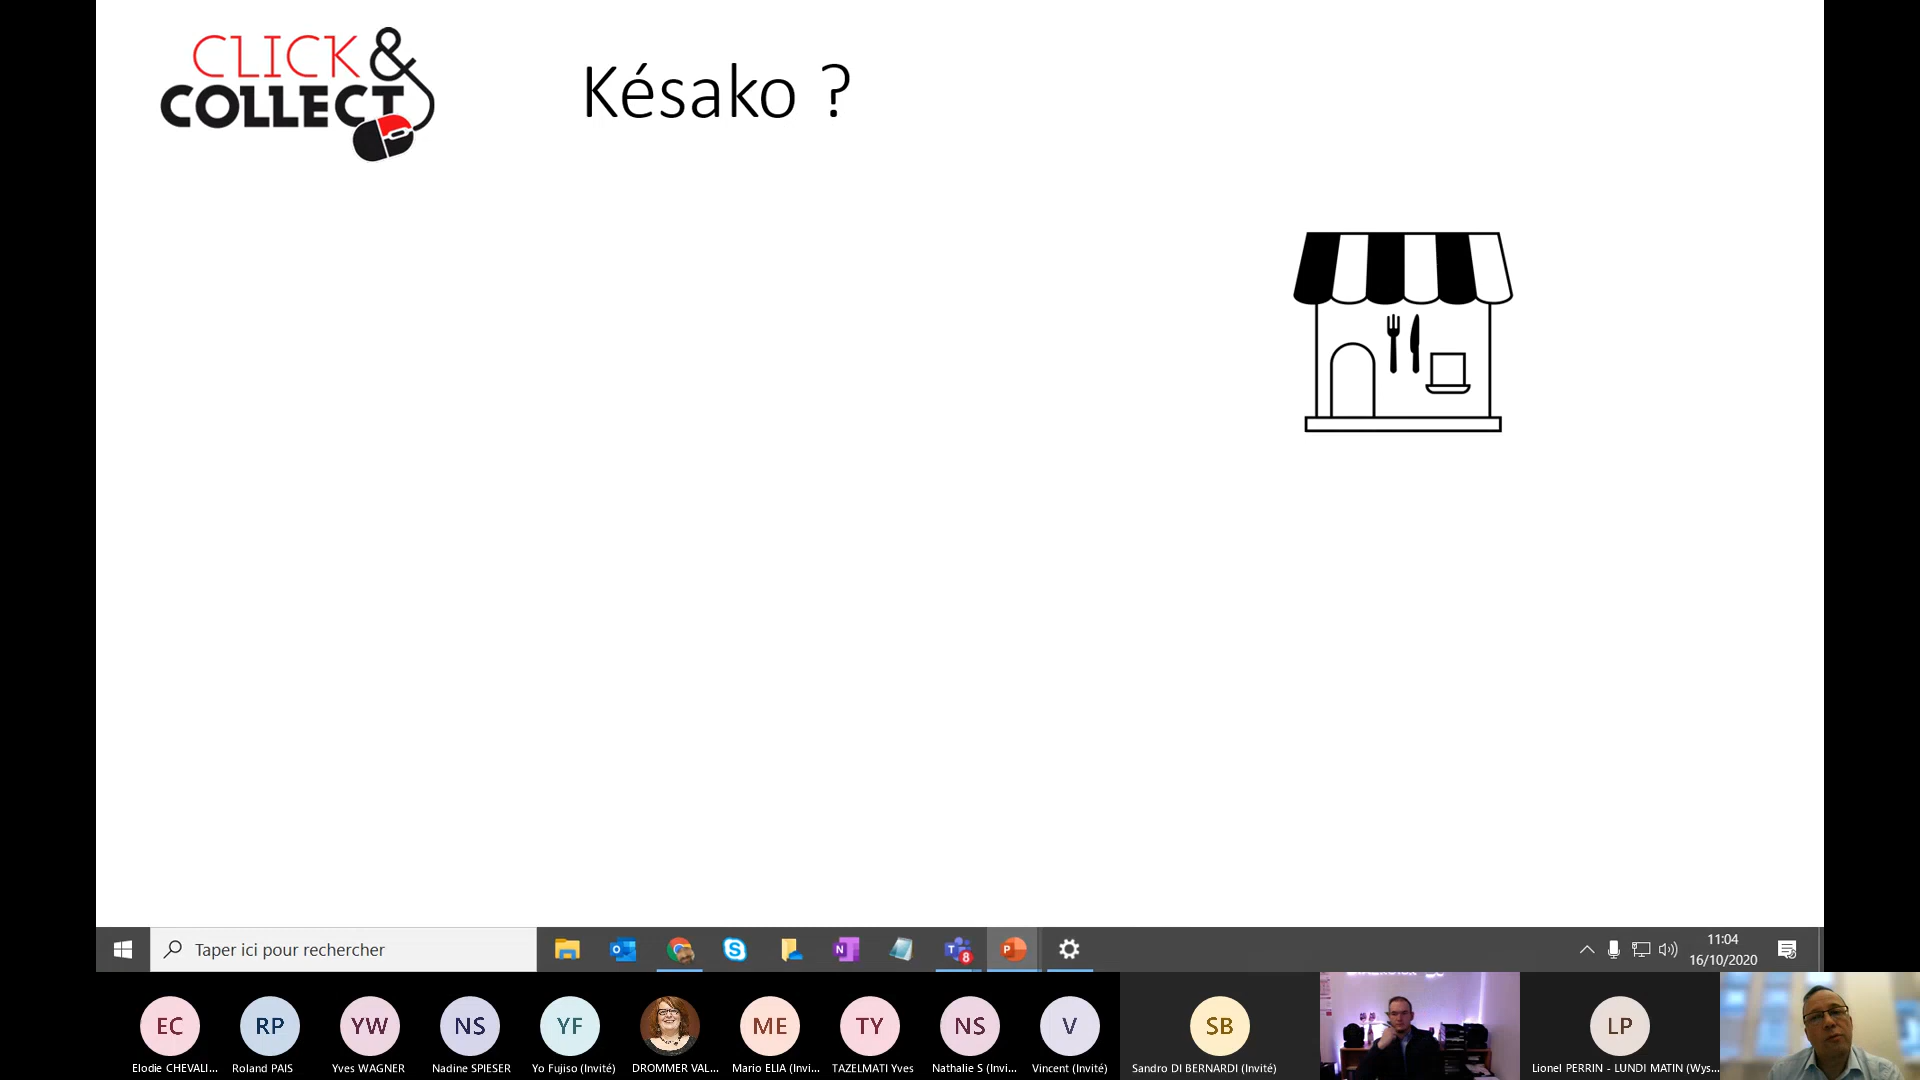 CLICK &
COLLECT
Késako ?
Taper ici pour rechercher
8
11:04
16/10/2020
EC
RP
YW
NS
YF
ME
TY
NS
V
SB
LP
Elodie CHEVALI...
Roland PAIS
Yves WAGNER
Nadine SPIESER
Yo Fujiso (Invité)
DROMMER VAL...
Mario ELIA (Invi...
TAZELMATI Yves
Nathalie S (Invi...
Vincent (Invité)
Sandro DI BERNARDI (Invité)
Lionel PERRIN - LUNDI MATIN (Wys...